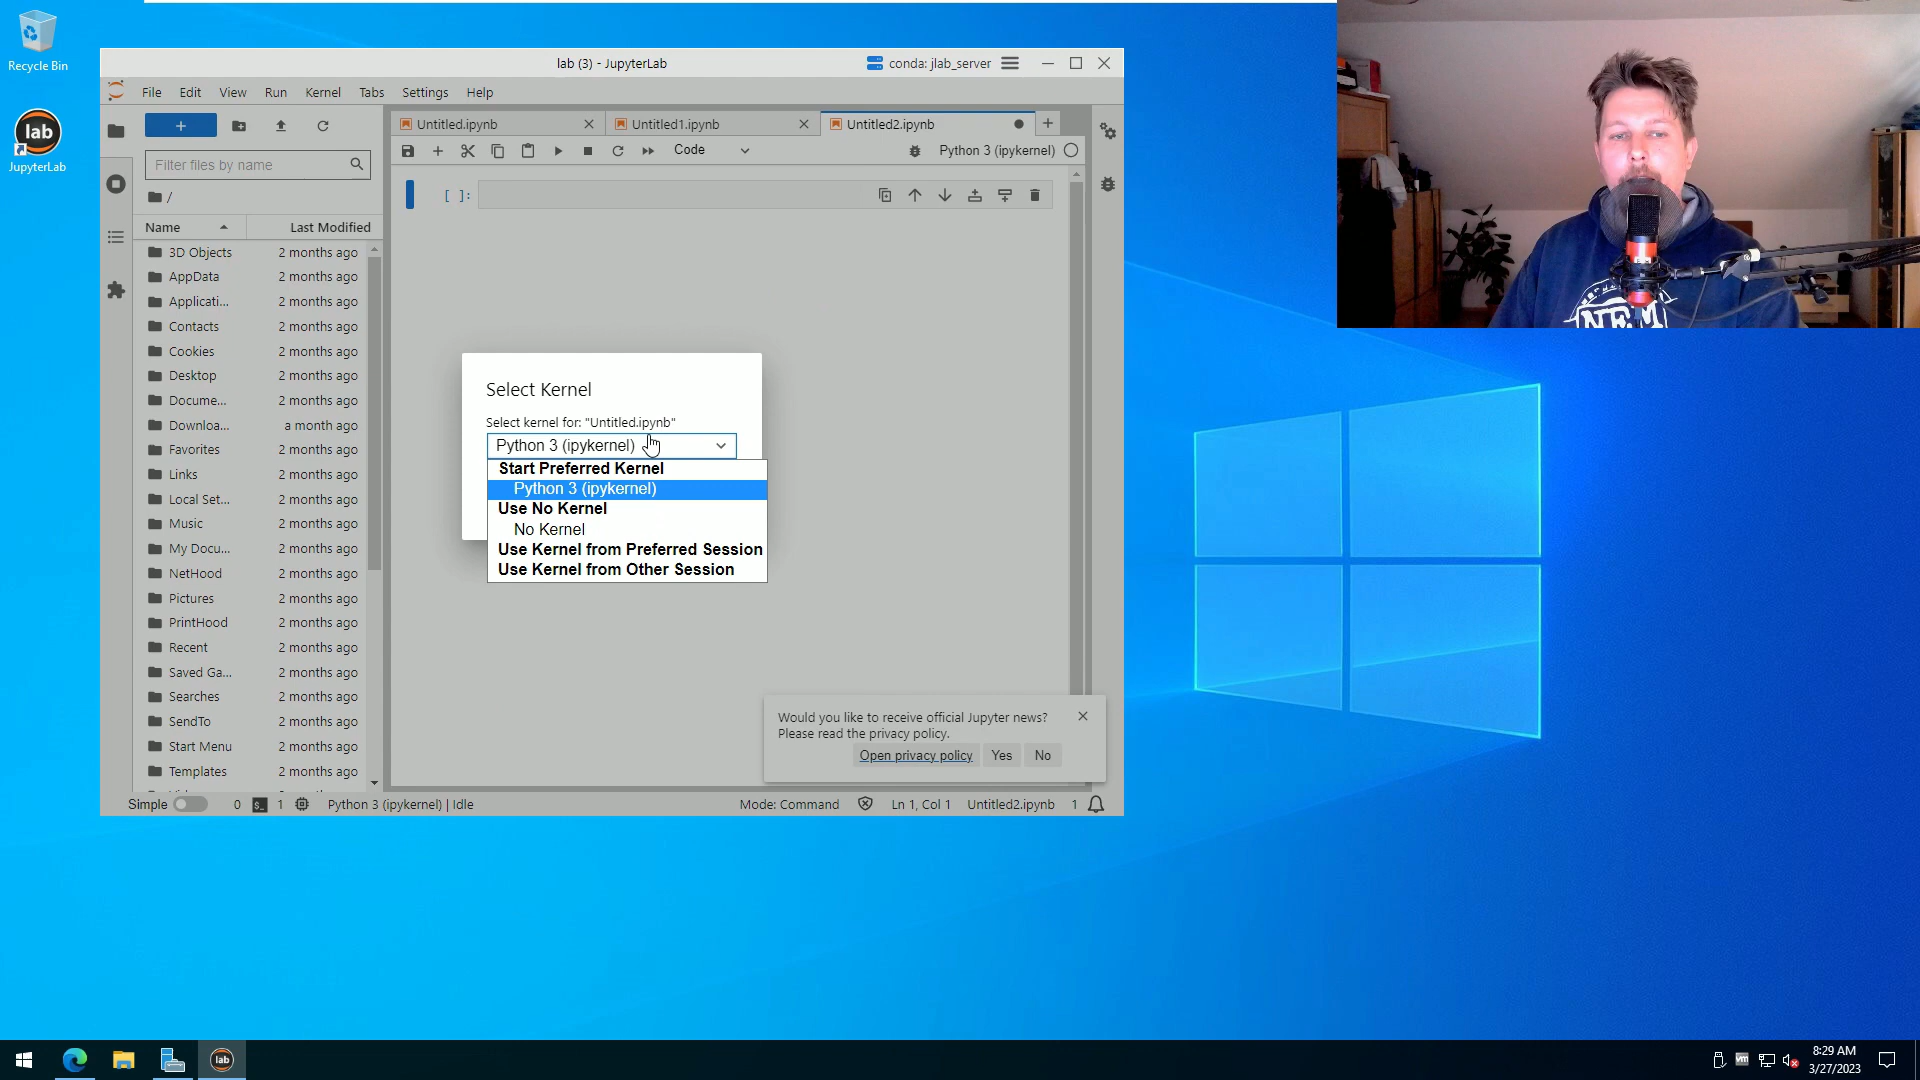 Recycle Bin
lab
JupyterLab
lab (3) - JupyterLab
conda: jlab_server
File Edit View Run Kernel Tabs Settings Help
Untitled.ipynb
Untitled1.ipynb
Untitled2.ipynb
Code
Python 3 (ipykernel)
Filter files by name
/
[ ]:
Name
Last Modified
3D Objects 2 months ago
AppData 2 months ago
Applicati... 2 months ago
Contacts 2 months ago
Cookies 2 months ago
Desktop 2 months ago
Docume... 2 months ago
Downloa... a month ago
Favorites 2 months ago
Links 2 months ago
Local Set... 2 months ago
Music 2 months ago
My Docu... 2 months ago
NetHood 2 months ago
Pictures 2 months ago
PrintHood 2 months ago
Recent 2 months ago
Saved Ga... 2 months ago
Searches 2 months ago
SendTo 2 months ago
Start Menu 2 months ago
Templates 2 months ago
Select Kernel
Select kernel for: "Untitled.ipynb"
Python 3 (ipykernel)
Start Preferred Kernel
Python 3 (ipykernel)
Use No Kernel
No Kernel
Use Kernel from Preferred Session
Use Kernel from Other Session
Would you like to receive official Jupyter news?
Please read the privacy policy.
Open privacy policy
Yes
No
Simple 0 1 Python 3 (ipykernel) | Idle
Mode: Command Ln 1, Col 1 Untitled2.ipynb 1
lab
8:29 AM
3/27/2023